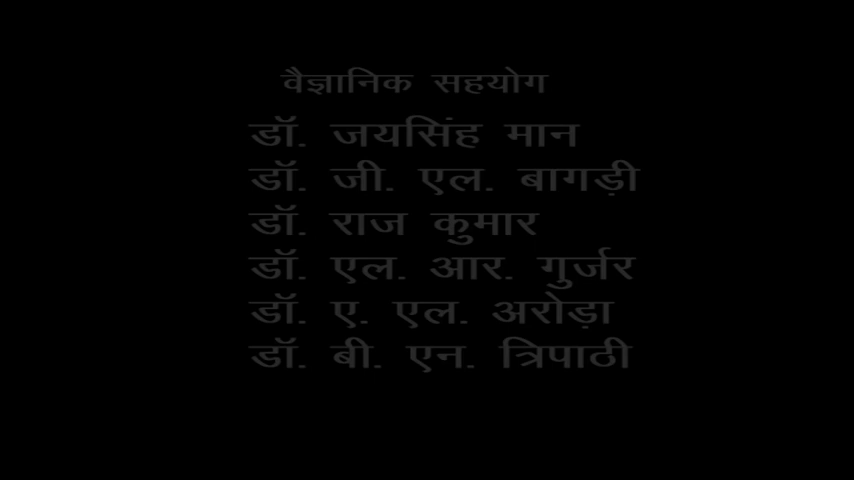 वैज्ञानिक सहयोग
डॉ. जयसिंह मान
डॉ. जी. एल. बागड़ी
डॉ. राज कुमार
डॉ. एल. आर. गुर्जर
डॉ. ए. एल. अरोड़ा
डॉ. बी. एन. त्रिपाठी